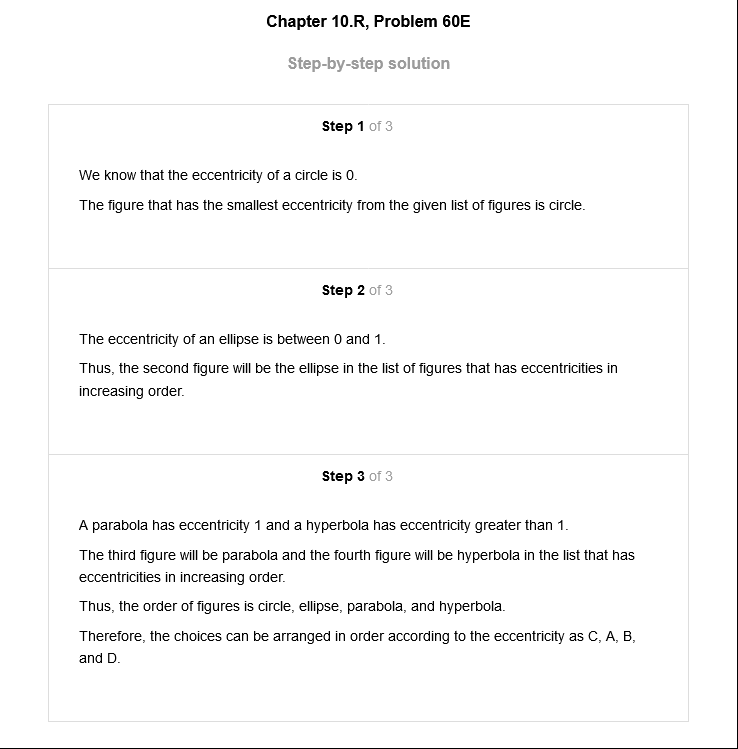 Chapter 10.R, Problem 60E
Step-by-step solution
Step 1 of 3
We know that the eccentricity of a circle is 0.
The figure that has the smallest eccentricity from the given list of figures is circle.
Step 2 of 3
The eccentricity of an ellipse is between 0 and 1.
Thus, the second figure will be the ellipse in the list of figures that has eccentricities in
increasing order.
Step 3 of 3
A parabola has eccentricity 1 and a hyperbola has eccentricity greater than 1.
The third figure will be parabola and the fourth figure will be hyperbola in the list that has
eccentricities in increasing order.
Thus, the order of figures is circle, ellipse, parabola, and hyperbola.
Therefore, the choices can be arranged in order according to the eccentricity as C, A, B,
and D.